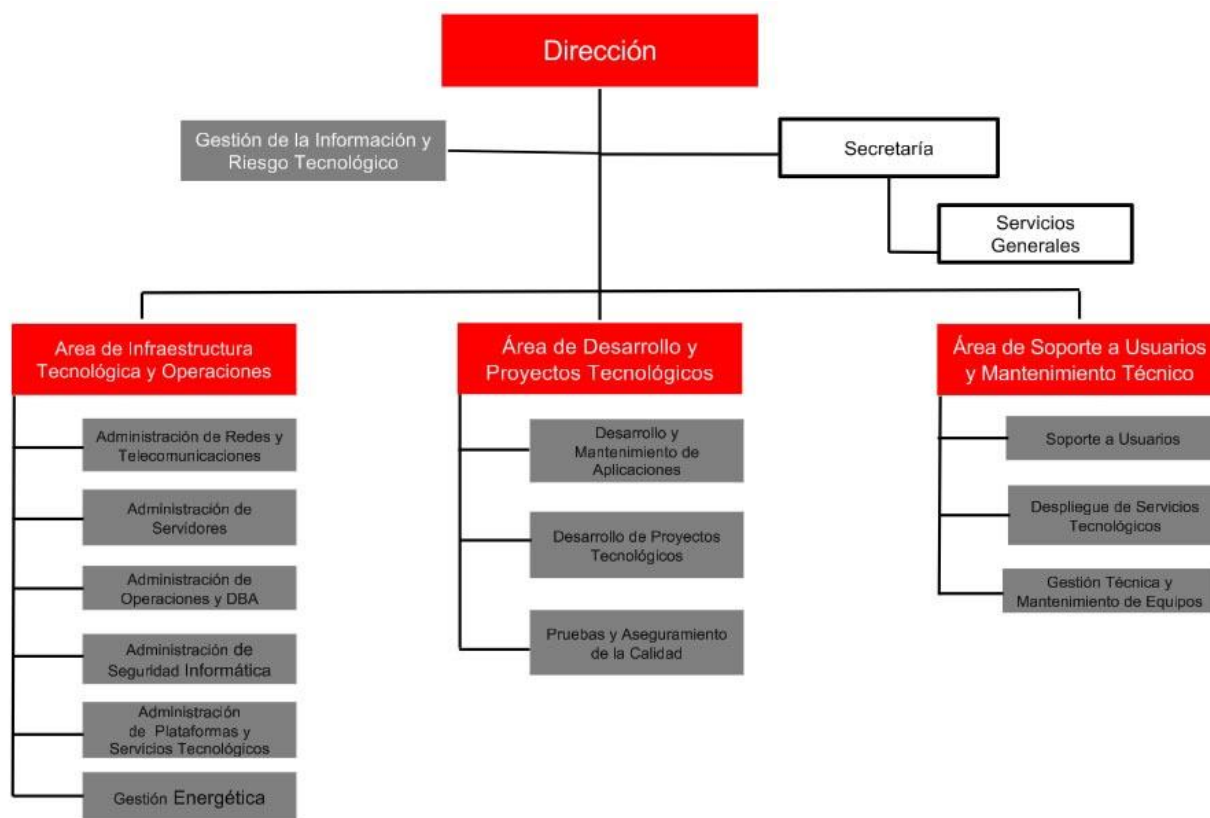 Dirección
Gestión de la Información y
Riesgo Tecnológico
Secretaría
Servicios
Generales
Area de Infraestructura
Tecnológica y Operaciones
Administración de Redes y
Telecomunicaciones
Administración de
Servidores
Administración de
Operaciones y DBA
Administración de
Seguridad Informática
Administración
de Plataformas y
Servicios Tecnológicos
Gestión Energética
Área de Desarrollo y
Proyectos Tecnológicos
Desarrollo y
Mantenimiento de
Aplicaciones
Desarrollo de Proyectos
Tecnológicos
Pruebas y Aseguramiento
de la Calidad
Área de Soporte a Usuarios
y Mantenimiento Técnico
Soporte a Usuarios
Despliegue de Servicios
Tecnológicos
Gestión Técnica y
Mantenimiento de Equipos